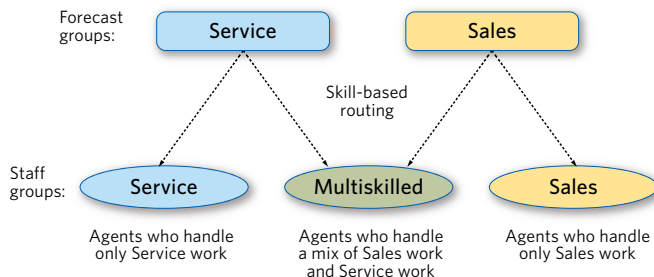 Forecast
groups:
Service
Sales
Skill-based
routing
Staff
groups:
Service
Multiskilled
Sales
Agents who handle
only Service work
Agents who handle
a mix of Sales work
and Service work
Agents who handle
only Sales work